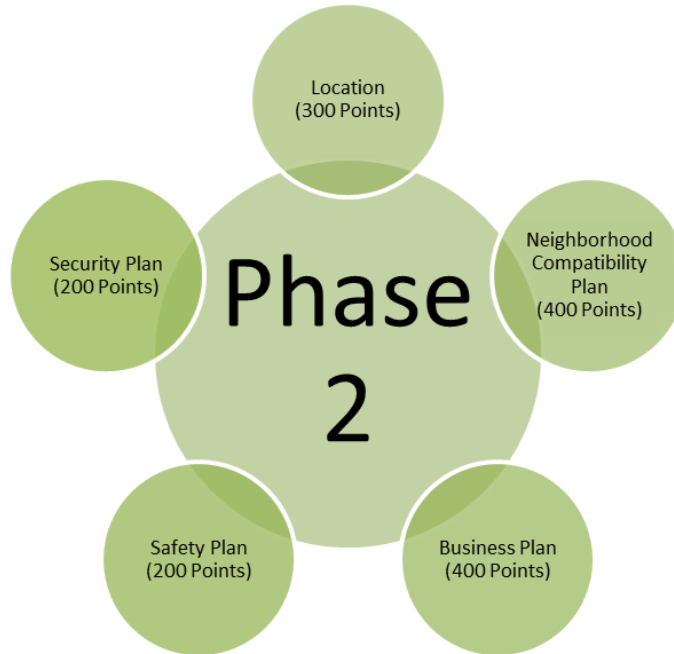 Location
(300 Points)
Neighborhood
Compatibility
Plan
(400 Points)
Business Plan
(400 Points)
Safety Plan
(200 Points)
Security Plan
(200 Points)
Phase
2